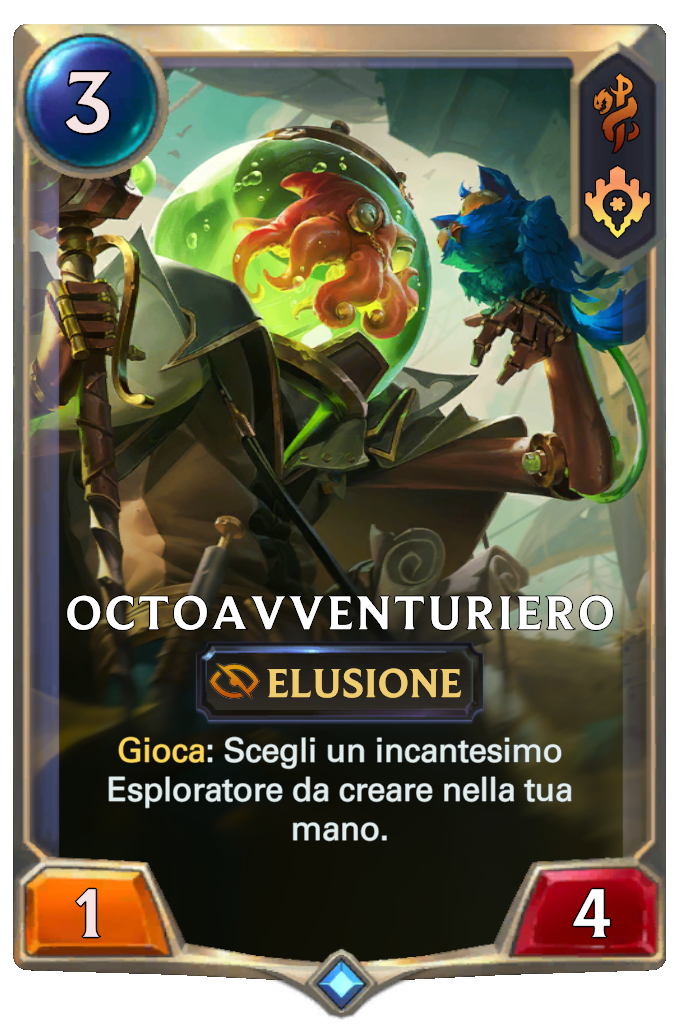 3
OCTOAVVENTURIERO
ELUSIONE
Gioca: Scegli un incantesimo
Esploratore da creare nella tua
mano.
1
4